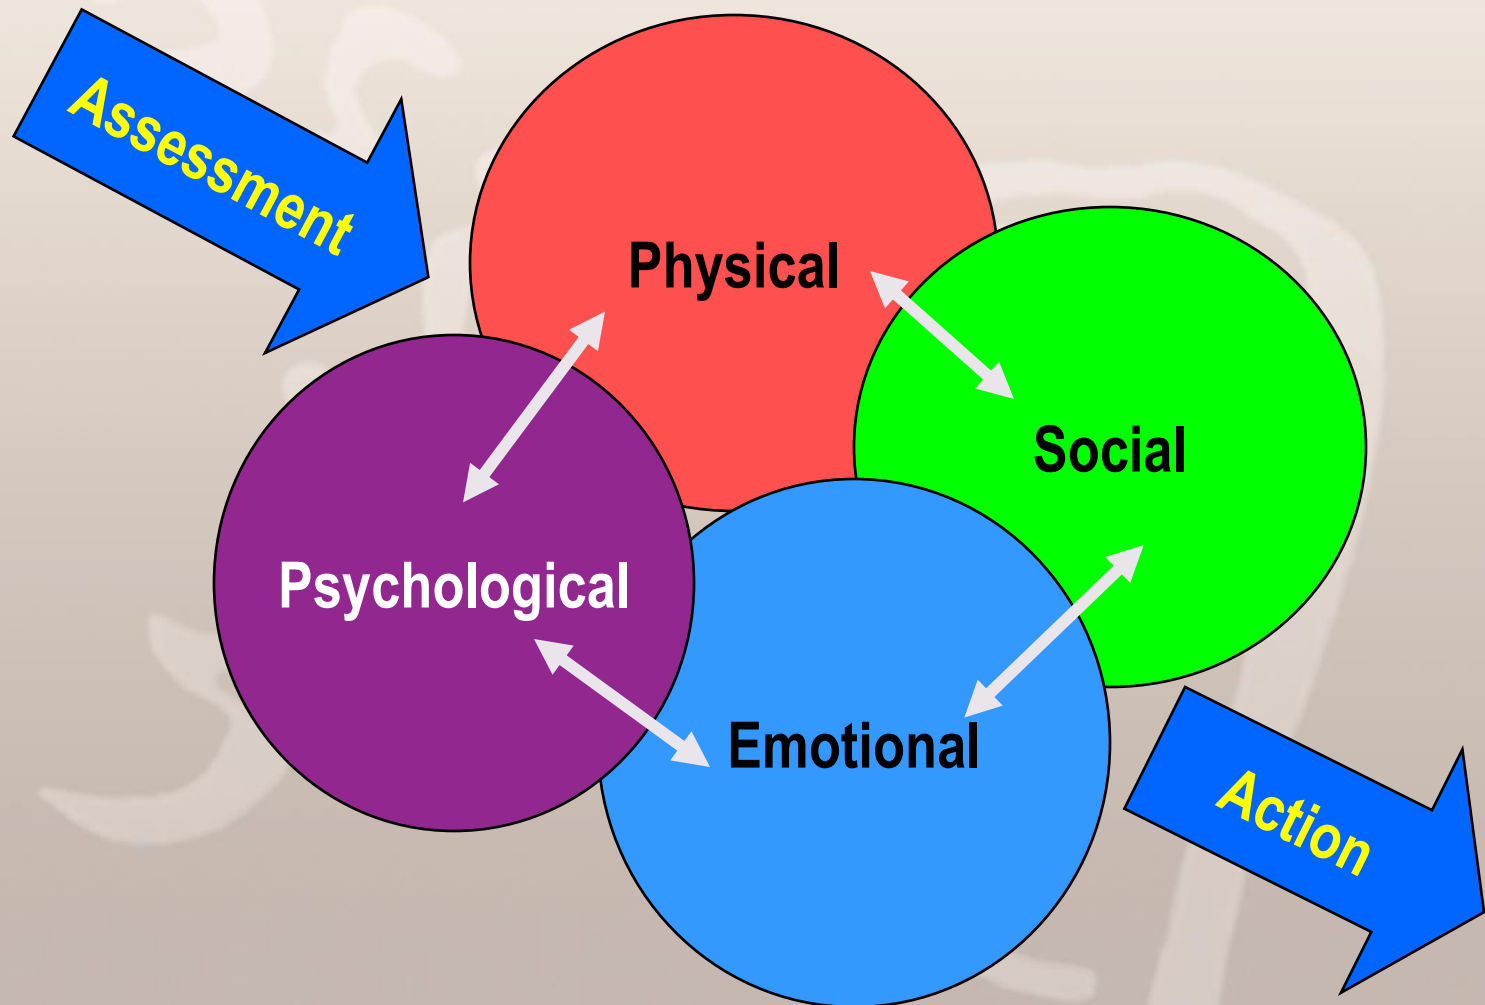 Assessment
Physical
Social
Psychological
Emotional
Action